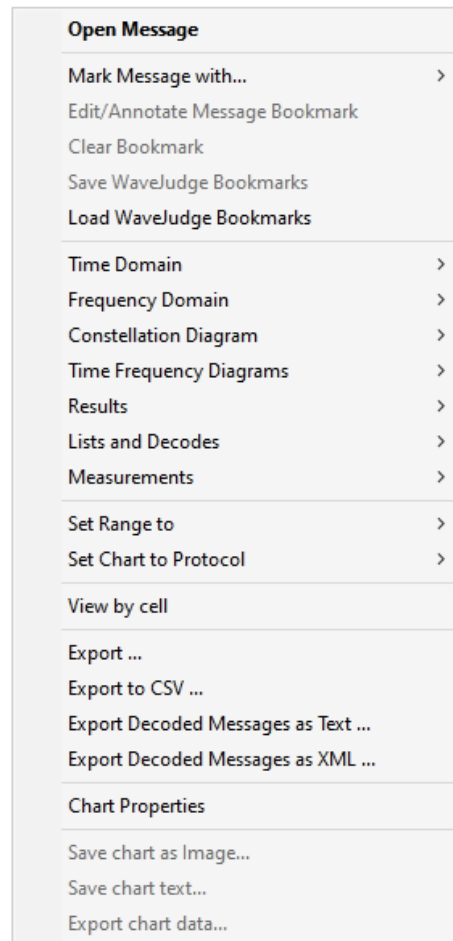 Open Message
Mark Message with...
Edit/Annotate Message Bookmark
Clear Bookmark
Save WaveJudge Bookmarks
Load WaveJudge Bookmarks
Time Domain
Frequency Domain
Constellation Diagram
Time Frequency Diagrams
Results
Lists and Decodes
Measurements
Set Range to
Set Chart to Protocol
View by cell
Export ...
Export to CSV ...
Export Decoded Messages as Text ...
Export Decoded Messages as XML ...
Chart Properties
Save chart as Image...
Save chart text...
Export chart data...